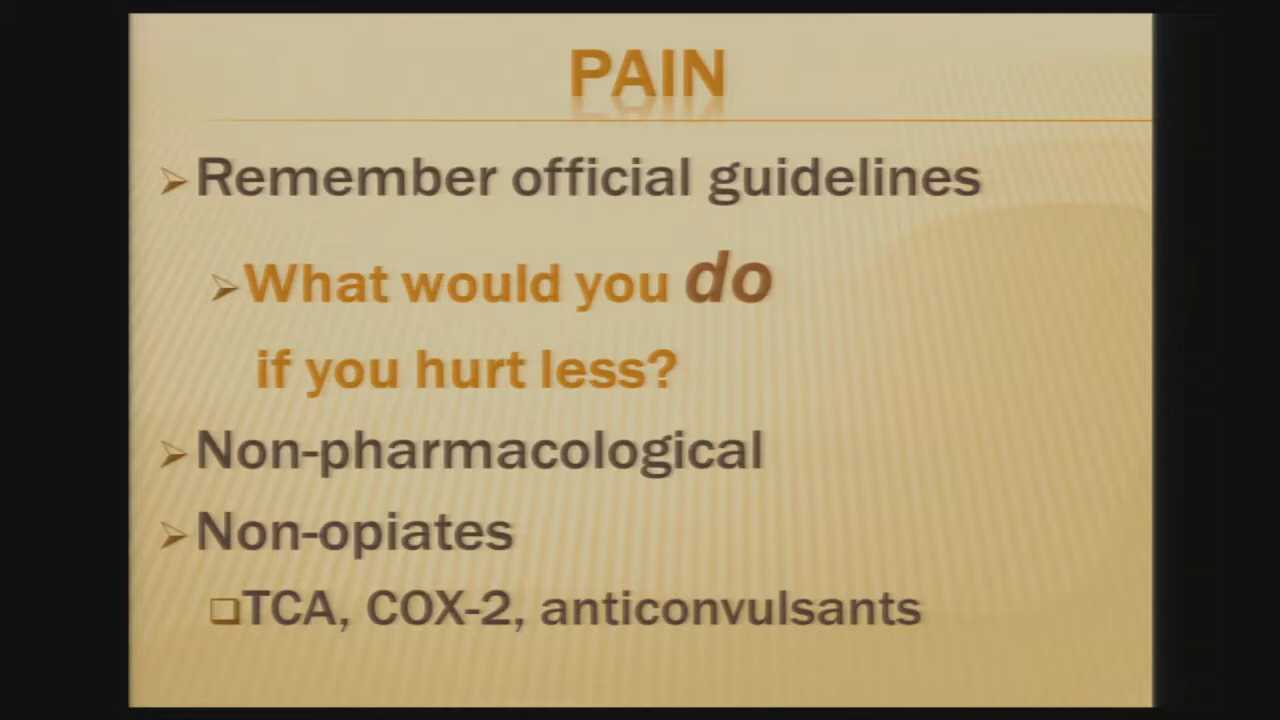 PAIN
Remember official guidelines
What would you do
if you hurt less?
Non-pharmacological
Non-opiates
TCA, COX-2, anticonvulsants